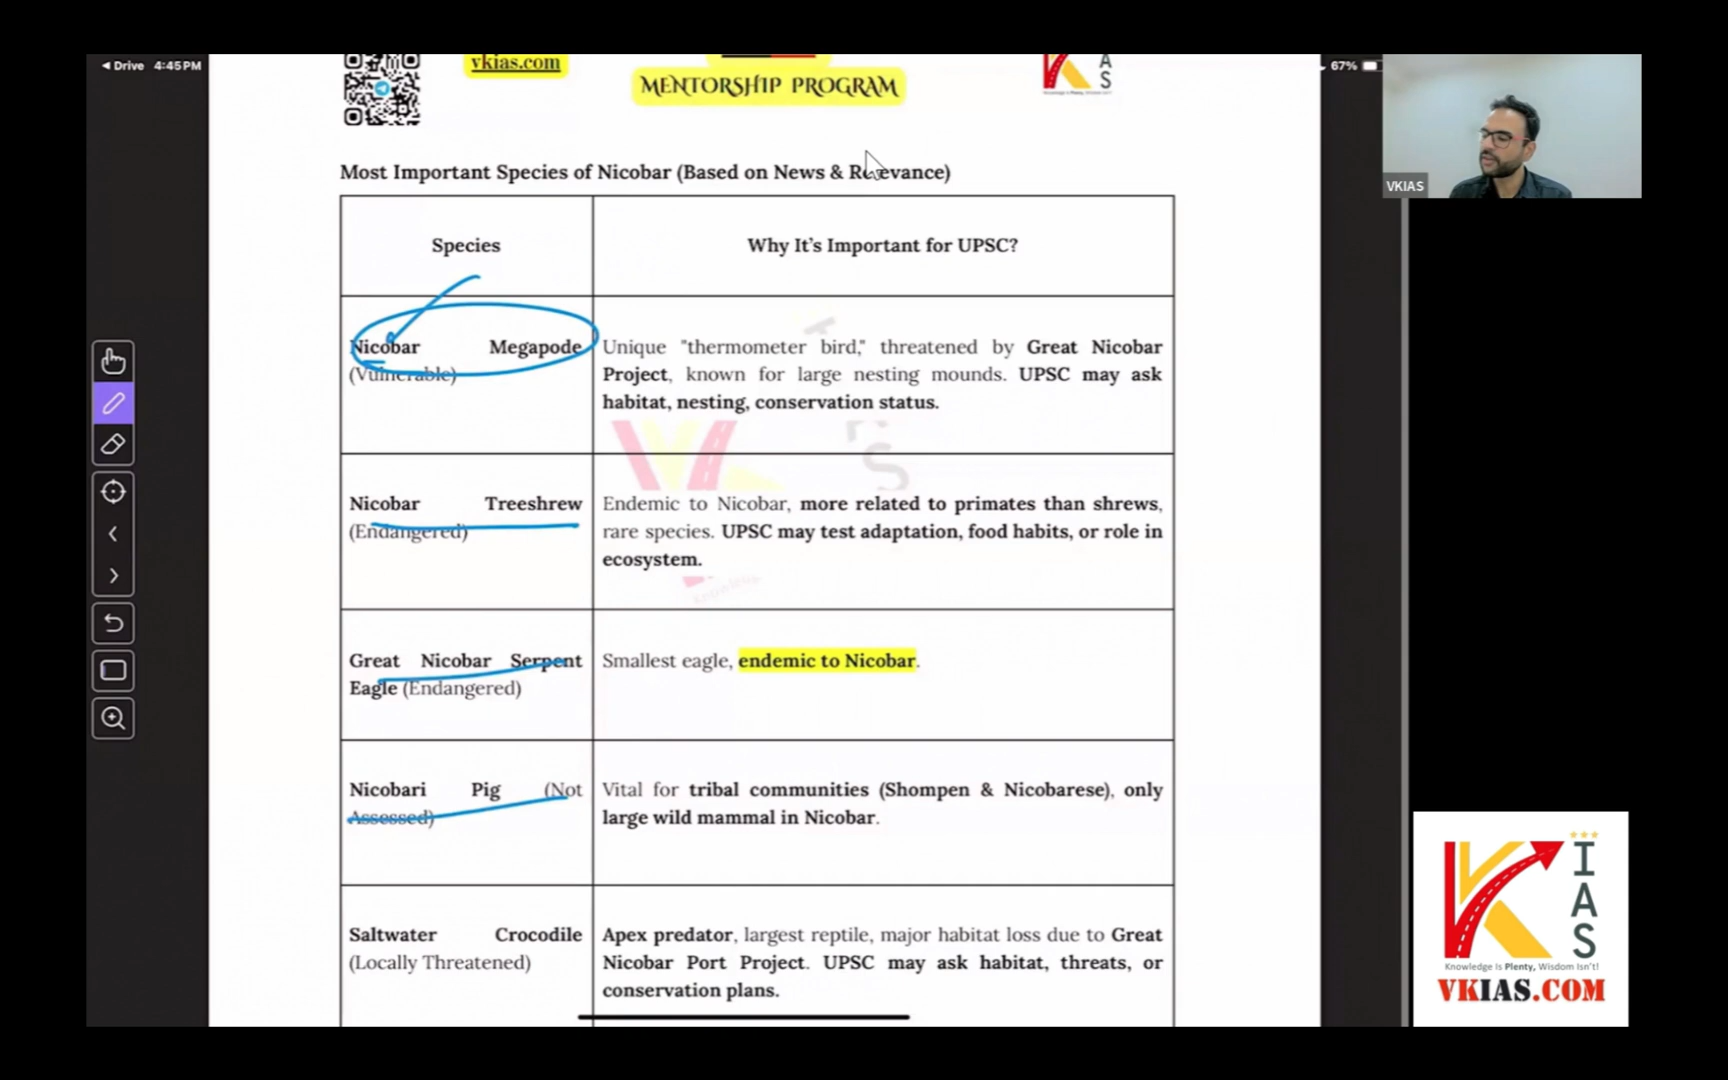 Drive 4:45 PM
67%
vkias.com
MENTORSHIP PROGRAM
A
S
VKIAS
Most Important Species of Nicobar (Based on News & Relevance)
Species
Why It's Important for UPSC?
Nicobar Megapode
(Vulnerable)
Unique "thermometer bird," threatened by Great Nicobar
Project, known for large nesting mounds. UPSC may ask
habitat, nesting, conservation status.
Nicobar Treeshrew
(Endangered)
Endemic to Nicobar, more related to primates than shrews,
rare species. UPSC may test adaptation, food habits, or role in
ecosystem.
Great Nicobar Serpent
Eagle (Endangered)
Smallest eagle, endemic to Nicobar.
Nicobari Pig (Not
Assessed)
Vital for tribal communities (Shompen & Nicobarese), only
large wild mammal in Nicobar.
Saltwater Crocodile
(Locally Threatened)
Apex predator, largest reptile, major habitat loss due to Great
Nicobar Port Project. UPSC may ask habitat, threats, or
conservation plans.
IAS
Knowledge Is Plenty, Wisdom Isn't!
VKIAS.COM